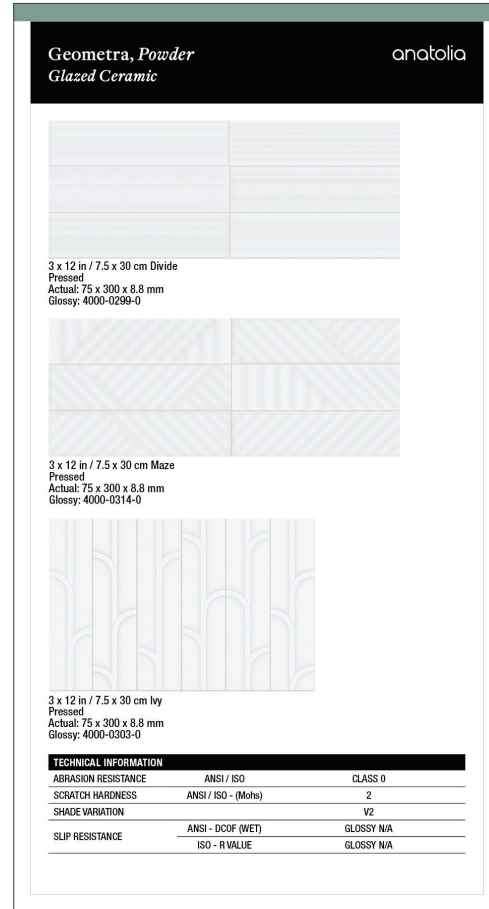 Geometra, Powder
Glazed Ceramic
anatolia
3 x 12 in / 7.5 x 30 cm Divide
Pressed
Actual: 75 x 300 x 8.8 mm
Glossy: 4000-0299-0
3 x 12 in / 7.5 x 30 cm Maze
Pressed
Actual: 75 x 300 x 8.8 mm
Glossy: 4000-0314-0
3 x 12 in / 7.5 x 30 cm Ivy
Pressed
Actual: 75 x 300 x 8.8 mm
Glossy: 4000-0303-0
TECHNICAL INFORMATION
ABRASION RESISTANCE ANSI / ISO CLASS 0
SCRATCH HARDNESS ANSI / ISO - (Mohs) 2
SHADE VARIATION V2
SLIP RESISTANCE ANSI - DCOF (WET) GLOSSY N/A
ISO - R VALUE GLOSSY N/A